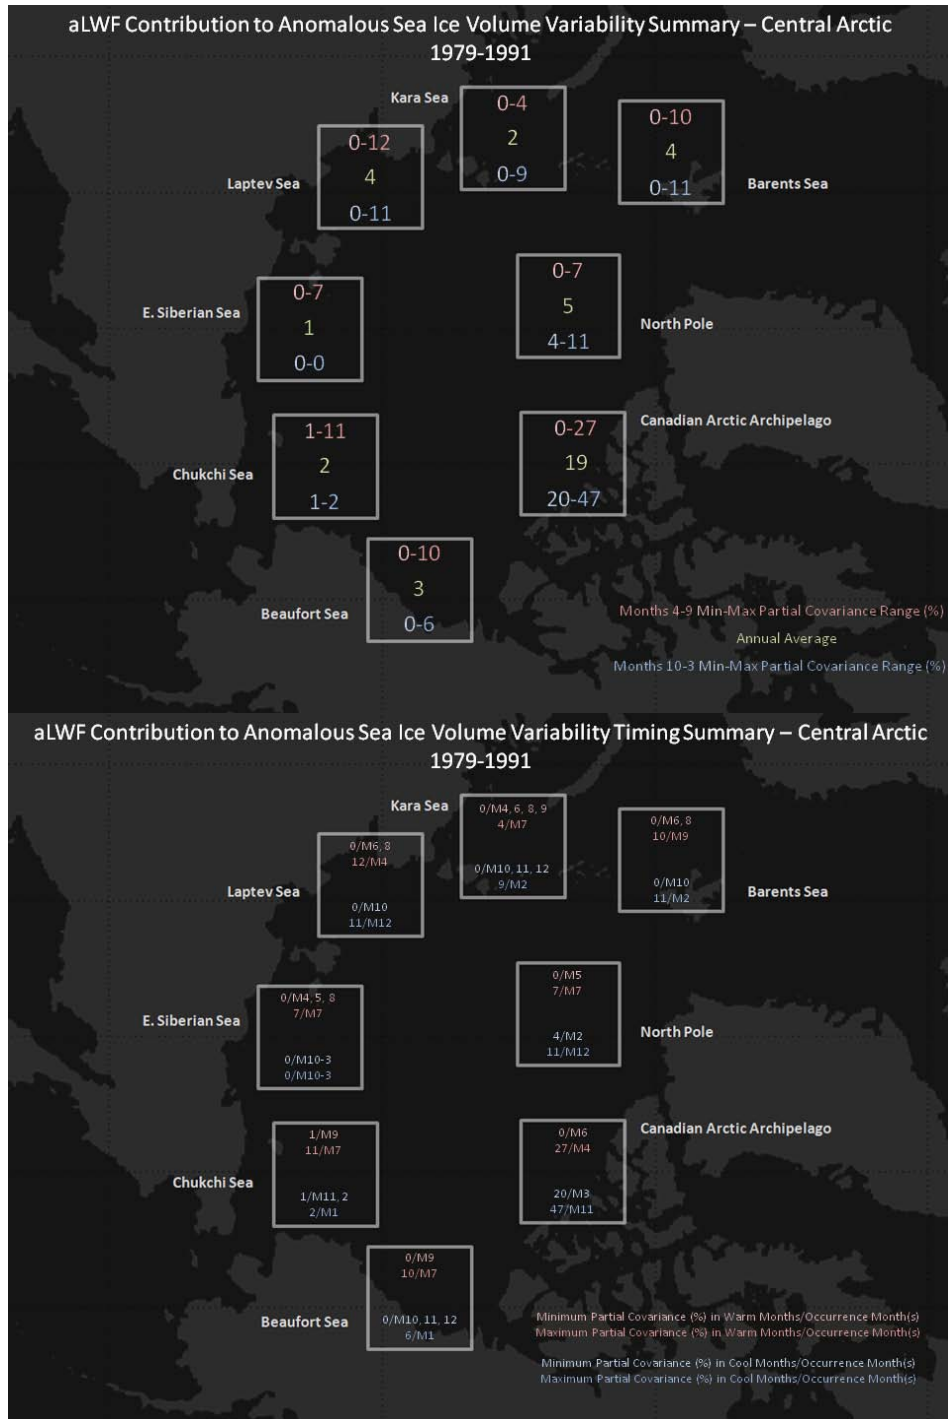 aLWF Contribution to Anomalous Sea Ice Volume Variability Summary – Central Arctic
1979-1991
Kara Sea
0-4
2
0-9
0-10
4
0-11
Barents Sea
Laptev Sea
0-12
4
0-11
E. Siberian Sea
0-7
1
0-0
0-7
5
4-11
North Pole
Chukchi Sea
1-11
2
1-2
0-27
19
20-47
Canadian Arctic Archipelago
Beaufort Sea
0-10
3
0-6
Months 4-9 Min-Max Partial Covariance Range (%)
Annual Average
Months 10-3 Min-Max Partial Covariance Range (%)
aLWF Contribution to Anomalous Sea Ice Volume Variability Timing Summary – Central Arctic
1979-1991
Kara Sea
0/M4, 6, 8, 9
4/M7
0/M10, 11, 12
9/M2
0/M6, 8
10/M9
0/M10
11/M2
Barents Sea
Laptev Sea
0/M6, 8
12/M4
0/M10
11/M12
E. Siberian Sea
0/M4, 5, 8
7/M7
0/M10-3
0/M10-3
0/M5
7/M7
4/M2
11/M12
North Pole
Chukchi Sea
1/M9
11/M7
1/M11, 2
2/M1
0/M6
27/M4
20/M3
47/M11
Canadian Arctic Archipelago
Beaufort Sea
0/M9
10/M7
0/M10, 11, 12
6/M1
Minimum Partial Covariance (%) in Warm Months/Occurrence Month(s)
Maximum Partial Covariance (%) in Warm Months/Occurrence Month(s)
Minimum Partial Covariance (%) in Cool Months/Occurrence Month(s)
Maximum Partial Covariance (%) in Cool Months/Occurrence Month(s)